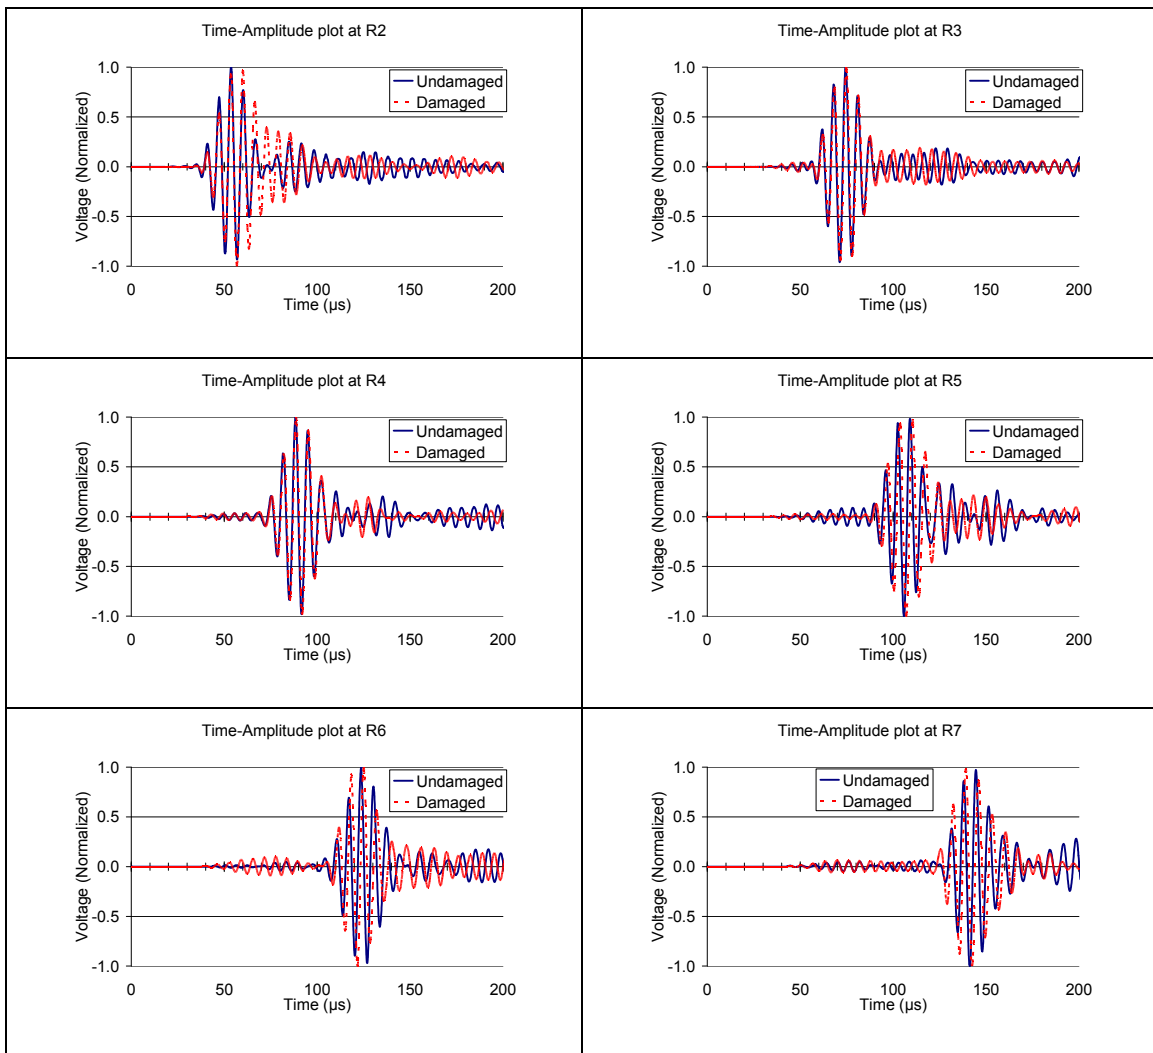 Time-Amplitude plot at R2
Voltage (Normalized)
1.0
0.5
0.0
-0.5
-1.0
0 50 100 150 200
Time (µs)
Undamaged
Damaged
Time-Amplitude plot at R3
Voltage (Normalized)
1.0
0.5
0.0
-0.5
-1.0
0 50 100 150 200
Time (µs)
Undamaged
Damaged
Time-Amplitude plot at R4
Voltage (Normalized)
1.0
0.5
0.0
-0.5
-1.0
0 50 100 150 200
Time (µs)
Undamaged
Damaged
Time-Amplitude plot at R5
Voltage (Normalized)
1.0
0.5
0.0
-0.5
-1.0
0 50 100 150 200
Time (µs)
Undamaged
Damaged
Time-Amplitude plot at R6
Voltage (Normalized)
1.0
0.5
0.0
-0.5
-1.0
0 50 100 150 200
Time (µs)
Undamaged
Damaged
Time-Amplitude plot at R7
Voltage (Normalized)
1.0
0.5
0.0
-0.5
-1.0
0 50 100 150 200
Time (µs)
Undamaged
Damaged